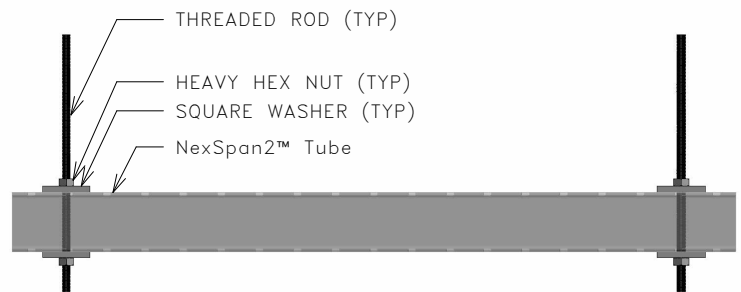 THREADED ROD (TYP)
HEAVY HEX NUT (TYP)
SQUARE WASHER (TYP)
NexSpan2™ Tube